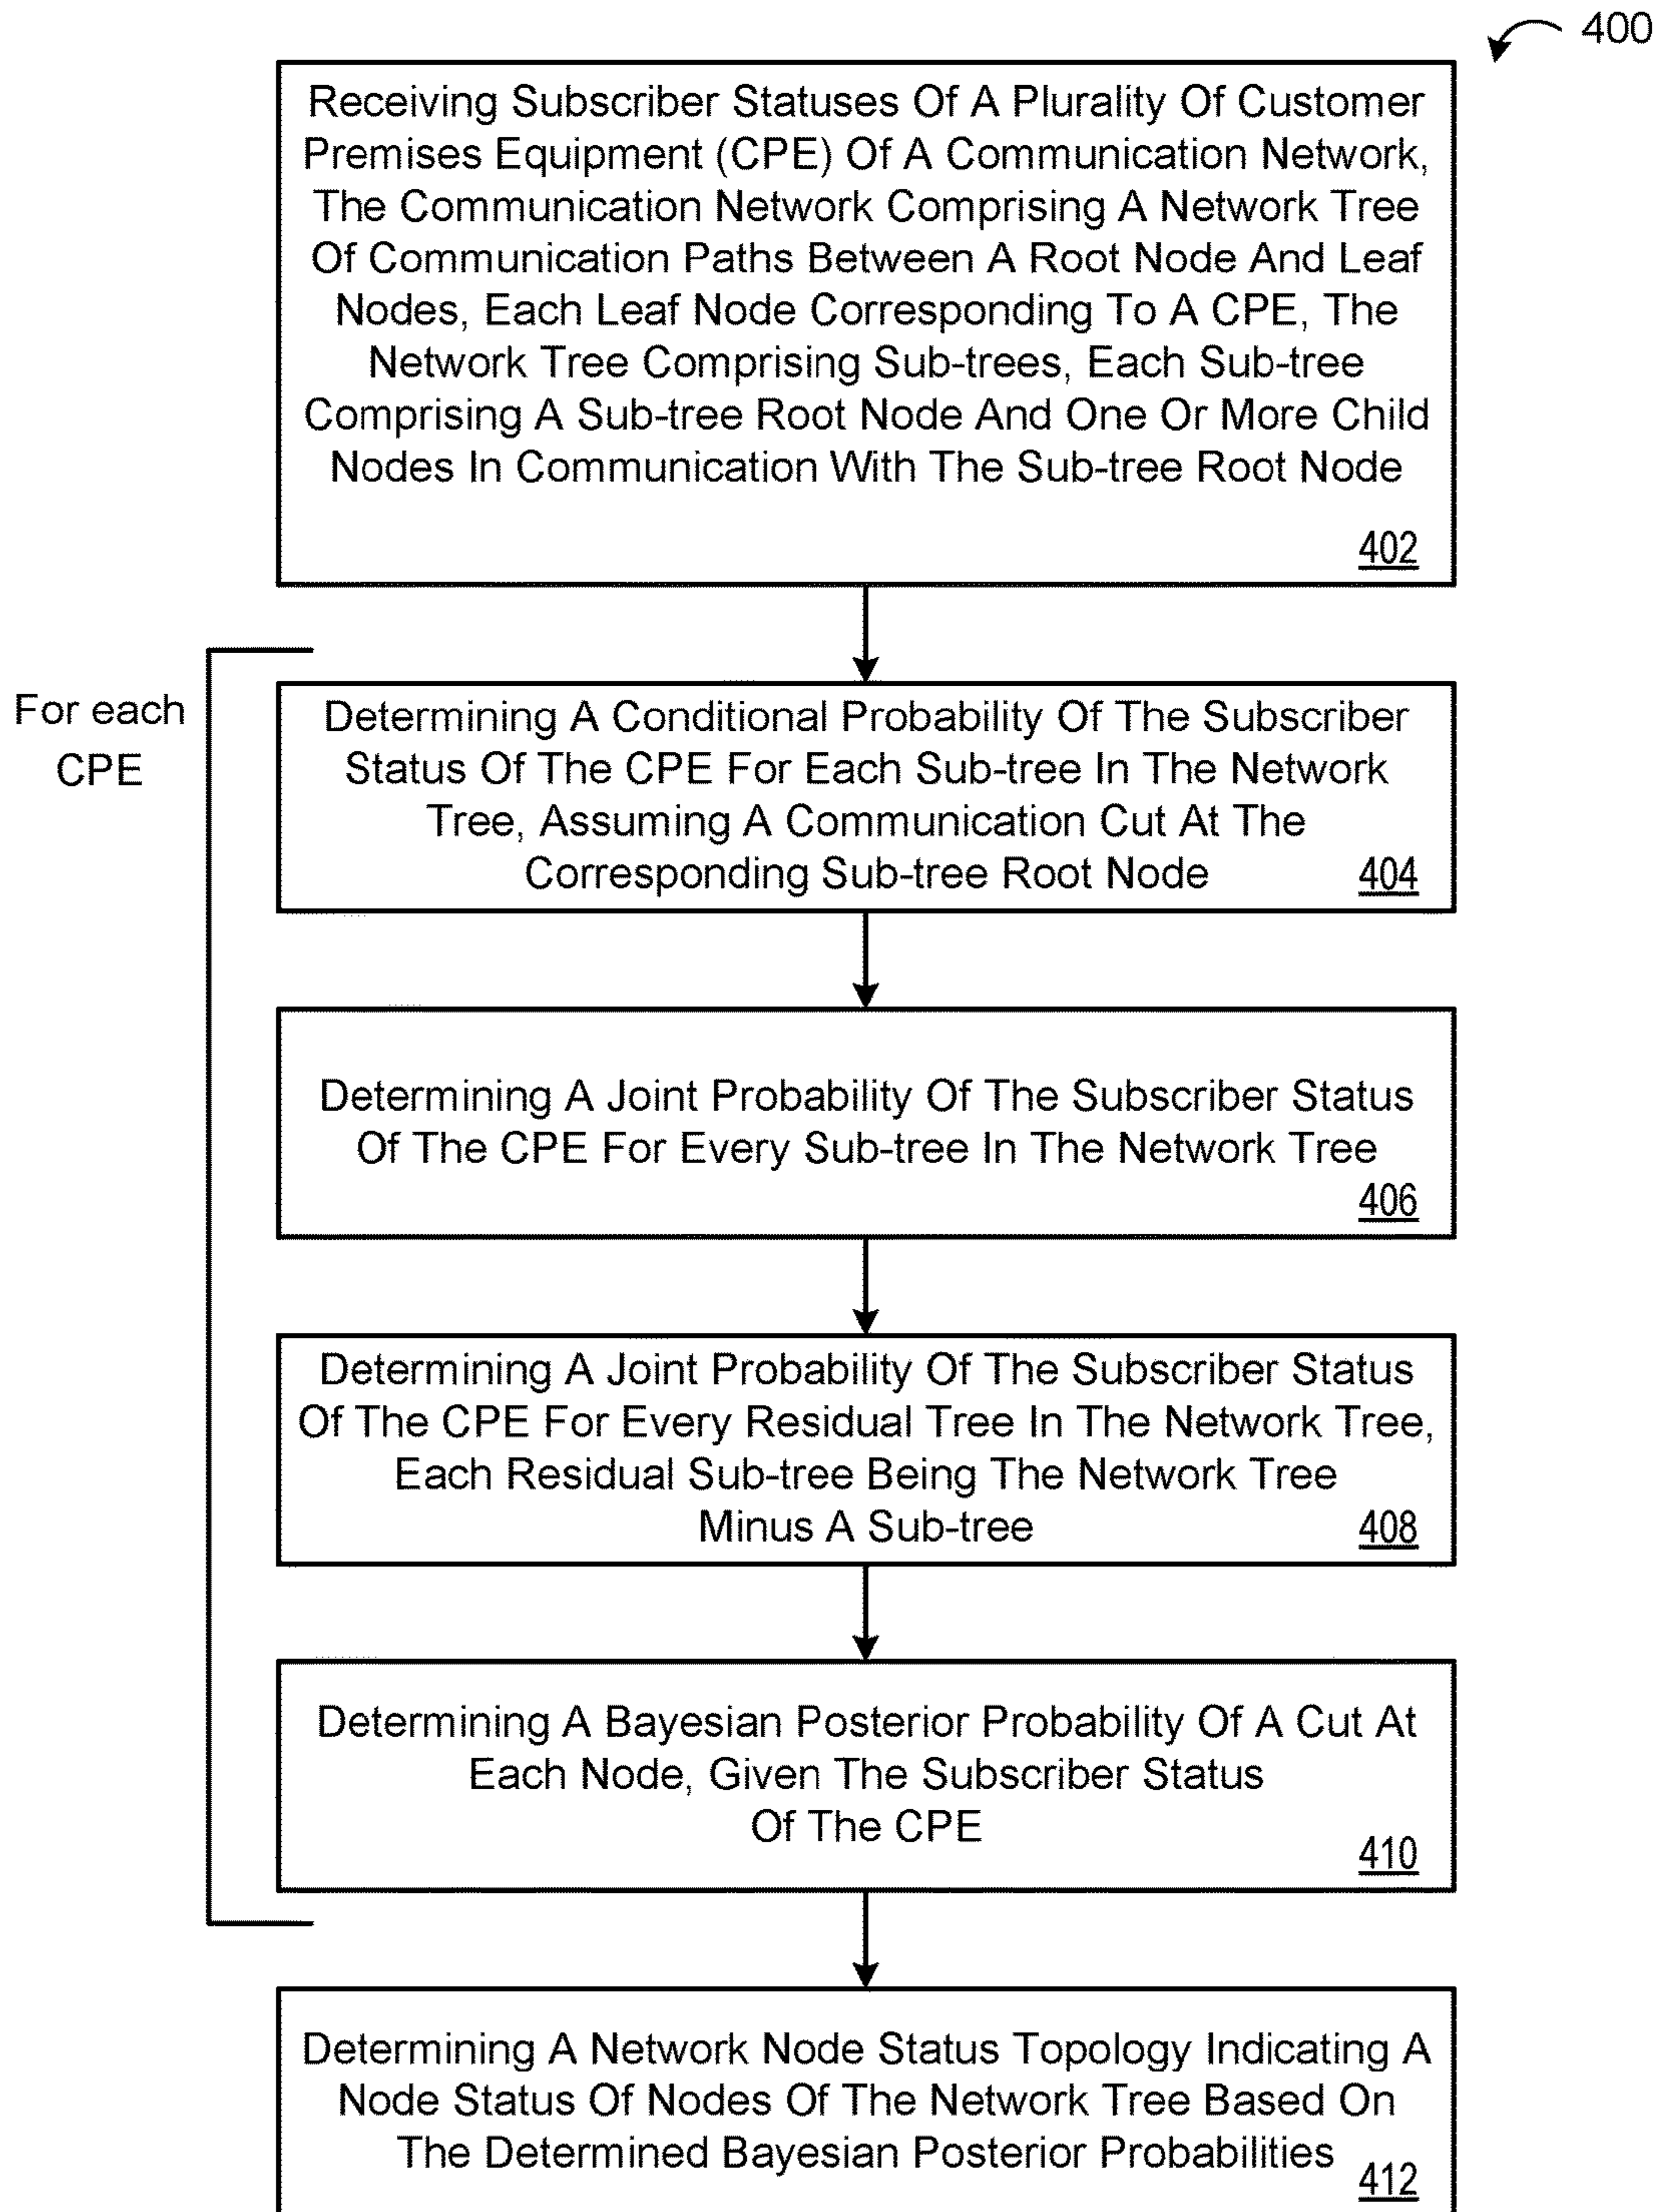 400
Receiving Subscriber Statuses Of A Plurality Of Customer
Premises Equipment (CPE) Of A Communication Network,
The Communication Network Comprising A Network Tree
Of Communication Paths Between A Root Node And Leaf
Nodes, Each Leaf Node Corresponding To A CPE, The
Network Tree Comprising Sub-trees, Each Sub-tree
Comprising A Sub-tree Root Node And One Or More Child
Nodes In Communication With The Sub-tree Root Node
402
For each
CPE
Determining A Conditional Probability Of The Subscriber
Status Of The CPE For Each Sub-tree In The Network
Tree, Assuming A Communication Cut At The
Corresponding Sub-tree Root Node
404
Determining A Joint Probability Of The Subscriber Status
Of The CPE For Every Sub-tree In The Network Tree
406
Determining A Joint Probability Of The Subscriber Status
Of The CPE For Every Residual Tree In The Network Tree,
Each Residual Sub-tree Being The Network Tree
Minus A Sub-tree
408
Determining A Bayesian Posterior Probability Of A Cut At
Each Node, Given The Subscriber Status
Of The CPE
410
Determining A Network Node Status Topology Indicating A
Node Status Of Nodes Of The Network Tree Based On
The Determined Bayesian Posterior Probabilities
412